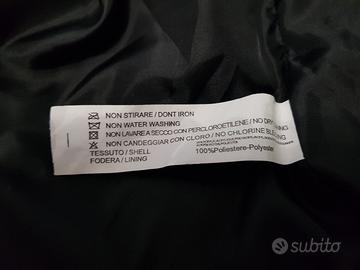 NON STIRARE / DONT IRON
NON WATER WASHING
NON LAVARE A SECCO CON PERCLOROETILENE / NO DRY
NON CANDEGGIAR CON CLORO / NO CHLORINE
TESSUTO / SHELL
100%Poliestere-Polyester
FODERA / LINING
subito